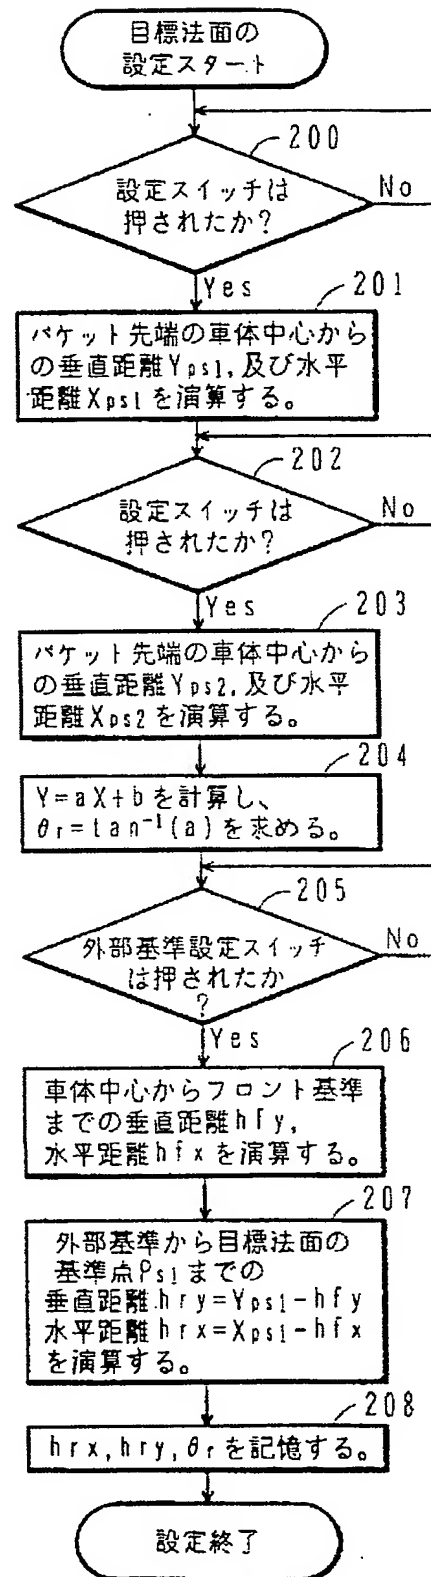 目標法面の
設定スタート
200
設定スイッチは
押されたか?
No
Yes
201
バケット先端の車体中心から
の垂直距離Yps1,及び水平
距離Xps1を演算する。
202
設定スイッチは
押されたか?
No
Yes
203
バケット先端の車体中心から
の垂直距離Yps2,及び水平
距離Xps2を演算する。
204
Y=aX+bを計算し、
θr=tan⁻¹(a)を求める。
205
外部基準設定スイッチ
は押されたか
?
No
Yes
206
車体中心からフロント基準
までの垂直距離hfy,
水平距離hfxを演算する。
207
外部基準から目標法面の
基準点Ps1までの
垂直距離hry=Yps1-hfy
水平距離hrx=Xps1-hfx
を演算する。
208
hrx,hry,θrを記憶する。
設定終了